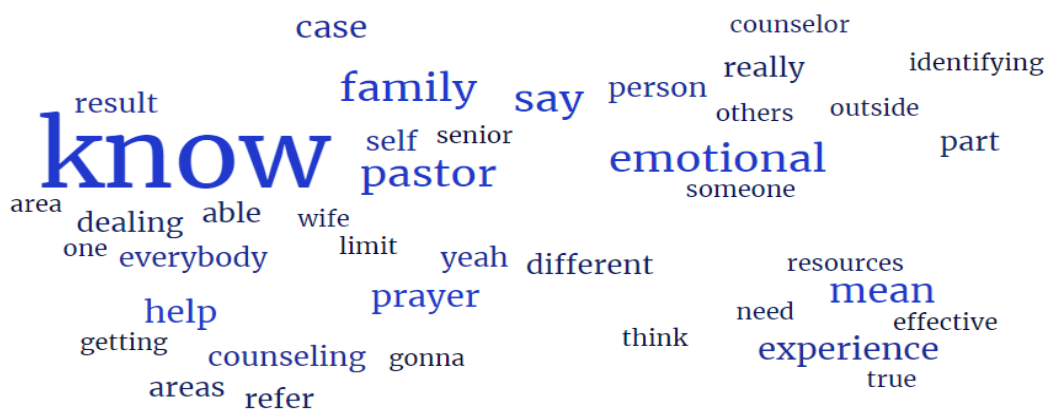 case
counselor
family
say
person
really
identifying
result
others
outside
know
self
senior
part
pastor
emotional
someone
area
dealing
able
wife
one
everybody
limit
yeah
different
resources
help
prayer
mean
need
effective
getting
counseling
gonna
think
experience
areas
refer
true